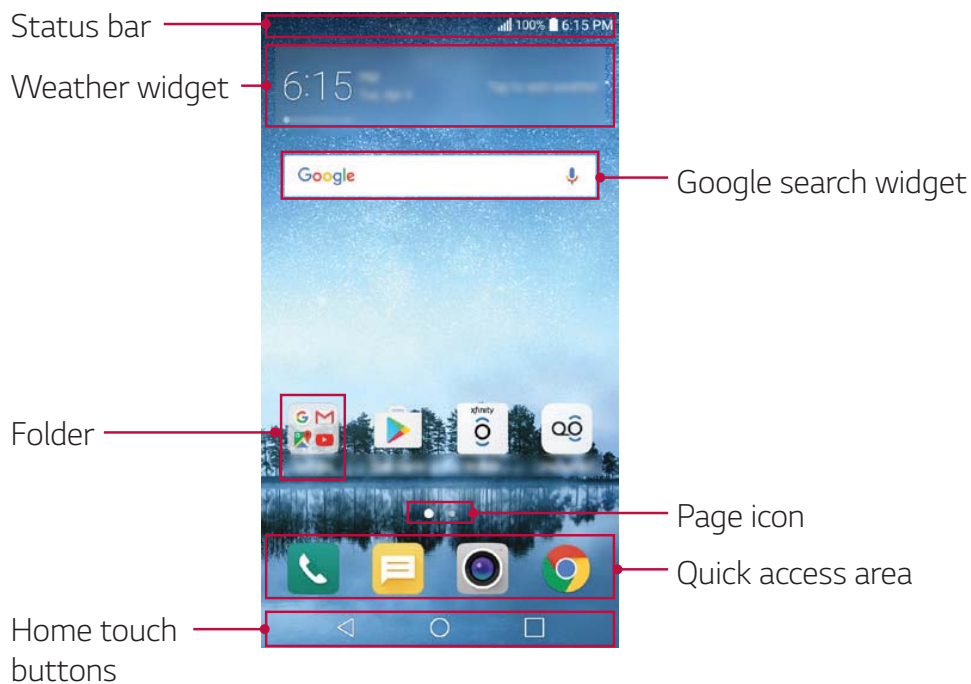 Status bar
100% 6:15 PM
Weather widget
6:15
Google
Google search widget
G M
xfinity
Folder
Page icon
Quick access area
Home touch
buttons